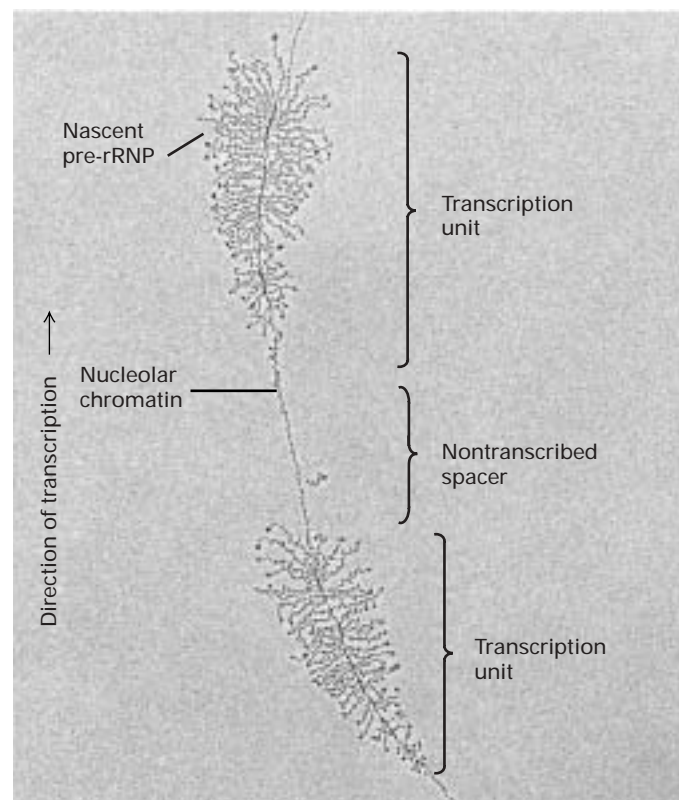 Nascent
pre-rRNP
Transcription
unit
Direction of transcription
Nucleolar
chromatin
Nontranscribed
spacer
Transcription
unit